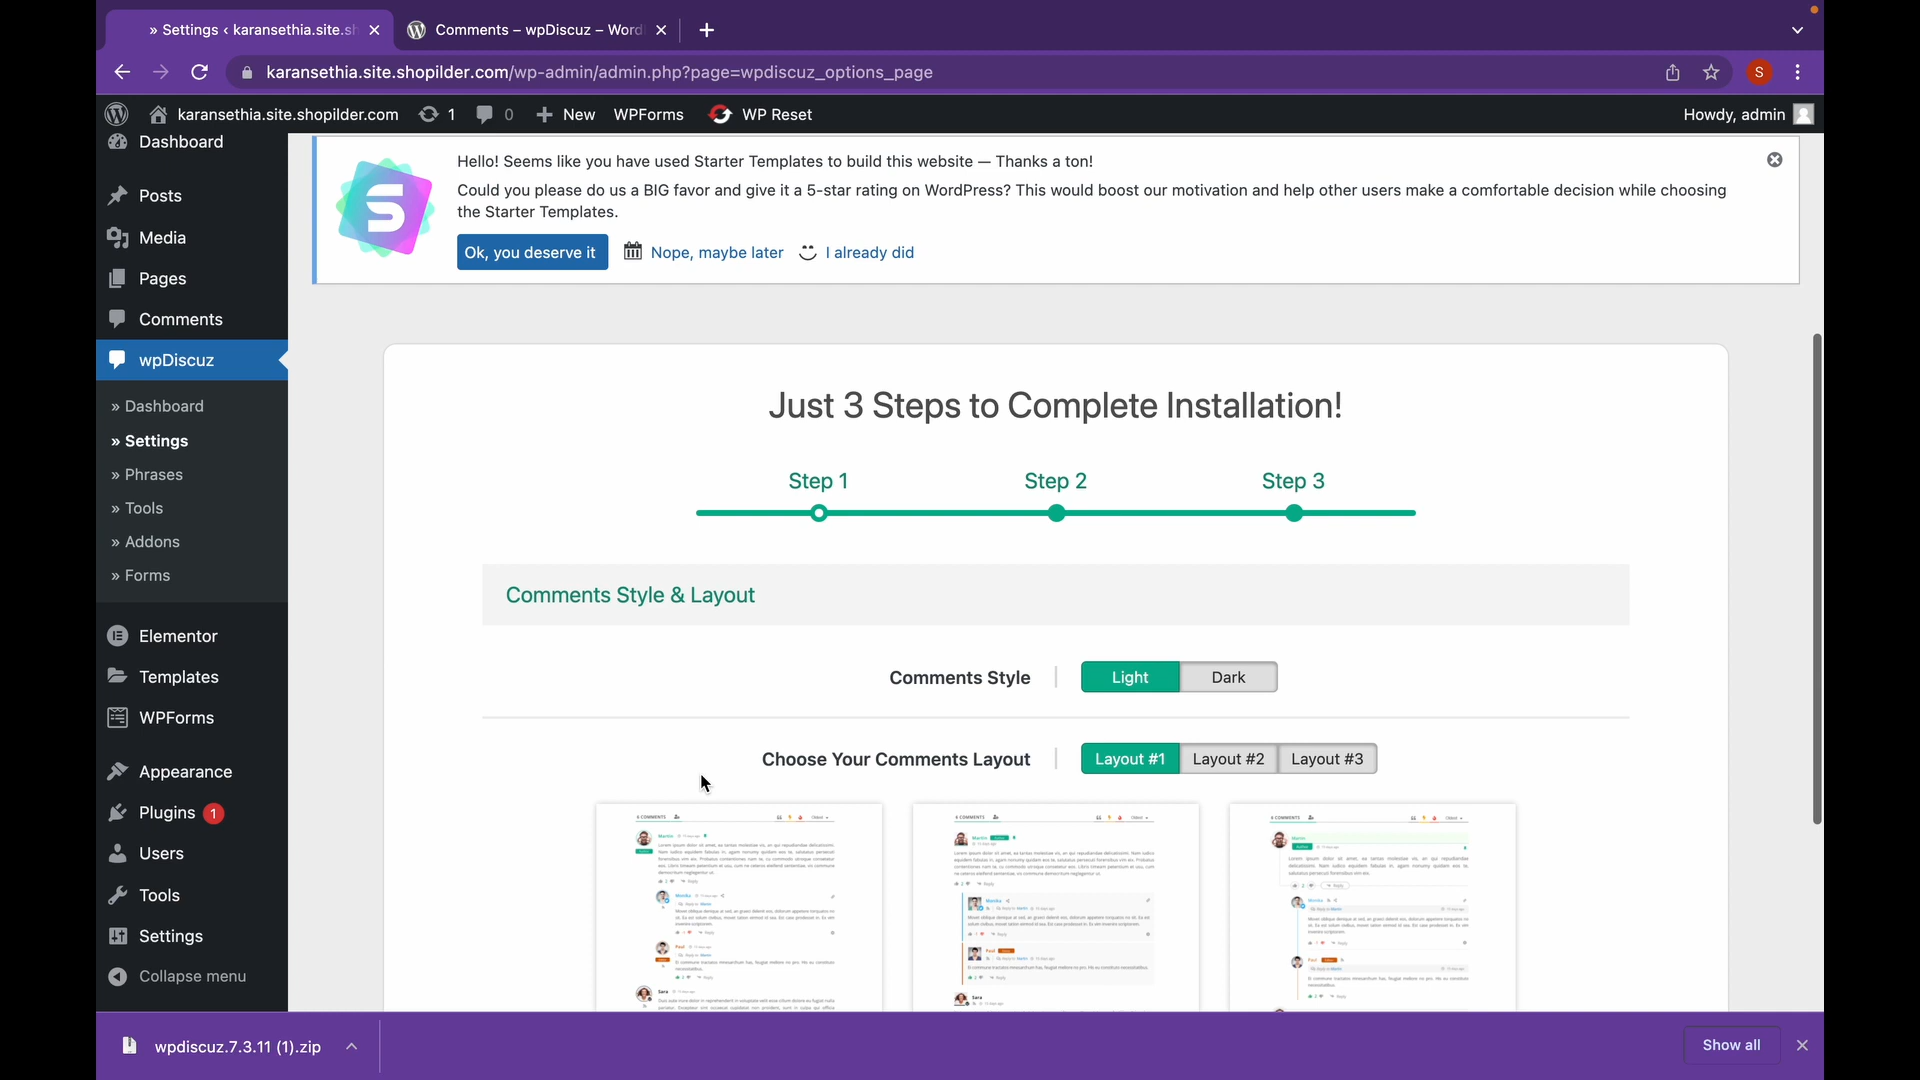 » Settings ‹ karansethia.site.sh
Comments – wpDiscuz – Word
karansethia.site.shopilder.com/wp-admin/admin.php?page=wpdiscuz_options_page
S
karansethia.site.shopilder.com
1
0
New
WPForms
WP Reset
Howdy, admin
Dashboard
Posts
Media
Pages
Comments
wpDiscuz
» Dashboard
» Settings
» Phrases
» Tools
» Addons
» Forms
Elementor
Templates
WPForms
Appearance
Plugins 1
Users
Tools
Settings
Collapse menu
Hello! Seems like you have used Starter Templates to build this website — Thanks a ton!
Could you please do us a BIG favor and give it a 5-star rating on WordPress? This would boost our motivation and help other users make a comfortable decision while choosing
the Starter Templates.
Ok, you deserve it
Nope, maybe later
I already did
Just 3 Steps to Complete Installation!
Step 1
Step 2
Step 3
Comments Style & Layout
Comments Style
Light
Dark
Choose Your Comments Layout
Layout #1
Layout #2
Layout #3
wpdiscuz.7.3.11 (1).zip
Show all